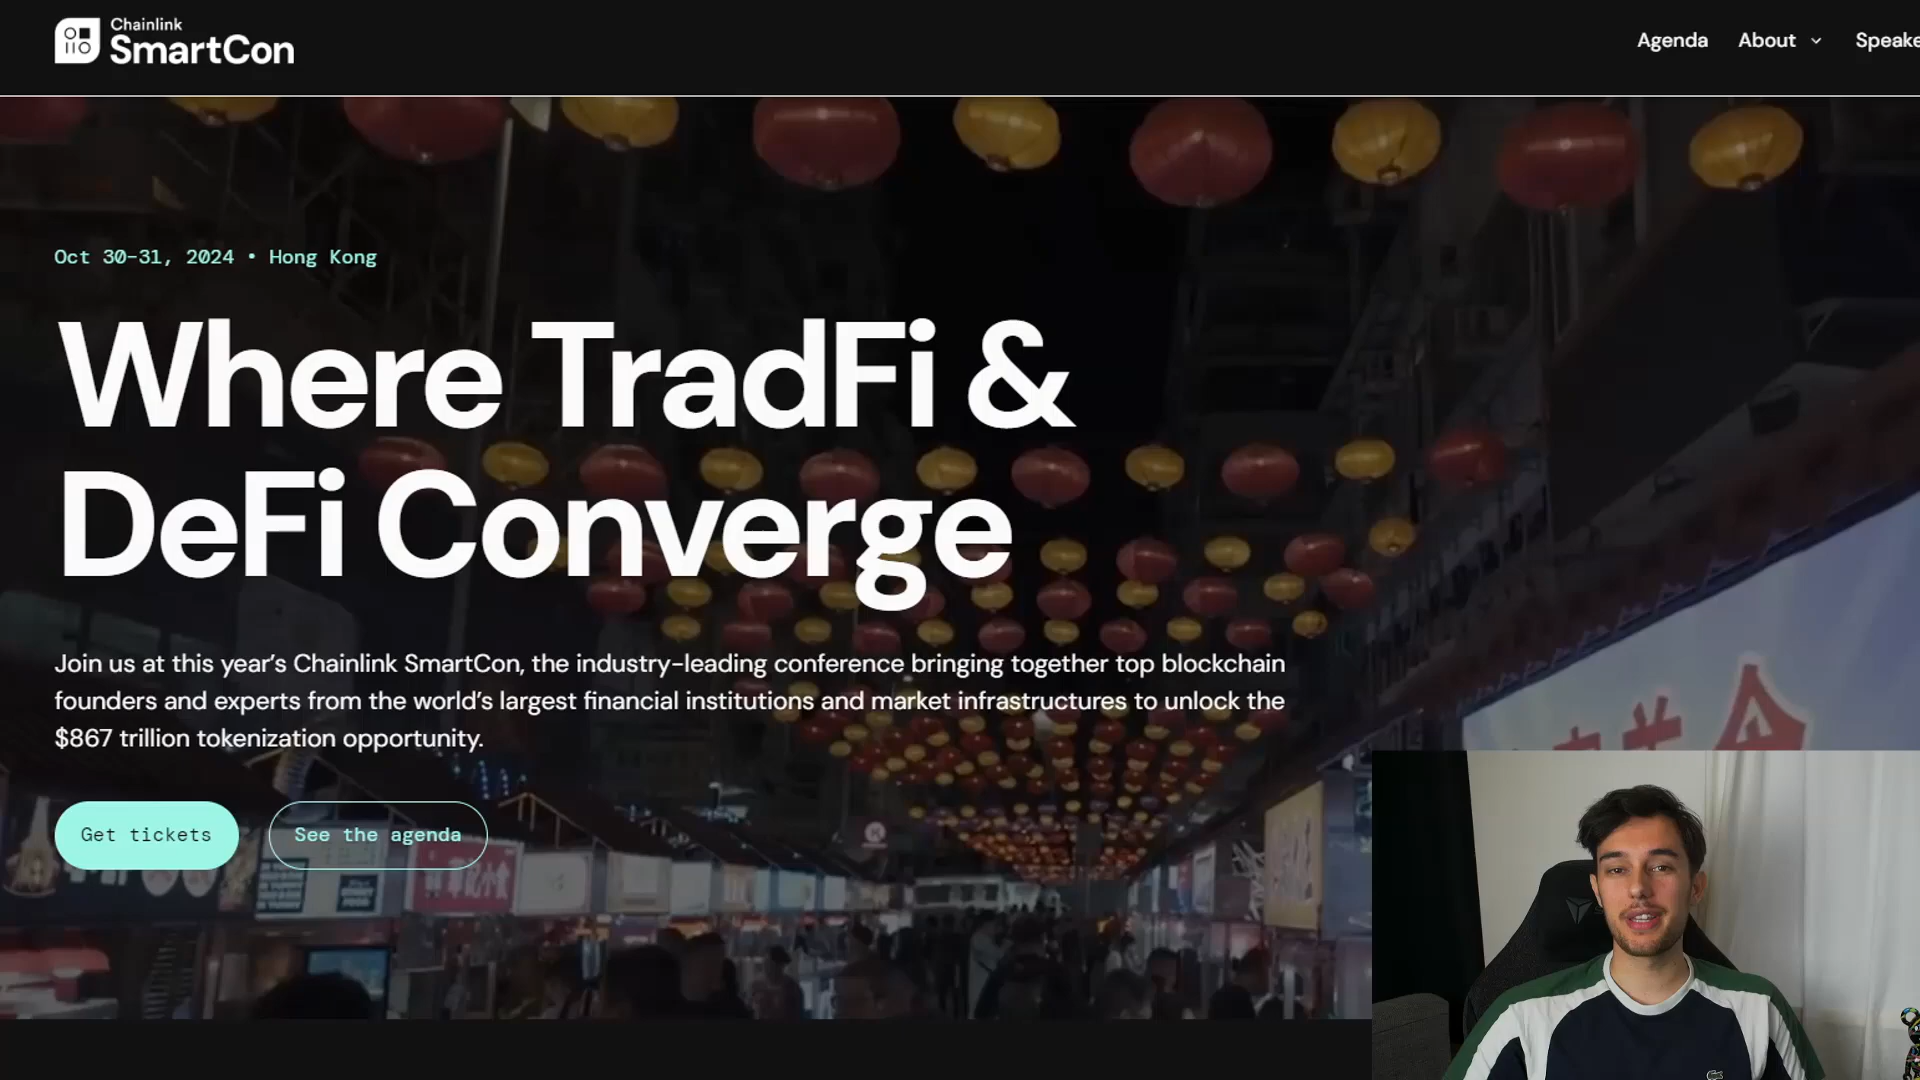 Chainlink
SmartCon
Agenda
About
Speake
Oct 30-31, 2024 • Hong Kong
Where TradFi &
DeFi Converge
Join us at this year’s Chainlink SmartCon, the industry-leading conference bringing together top blockchain
founders and experts from the world’s largest financial institutions and market infrastructures to unlock the
$867 trillion tokenization opportunity.
Get tickets
See the agenda